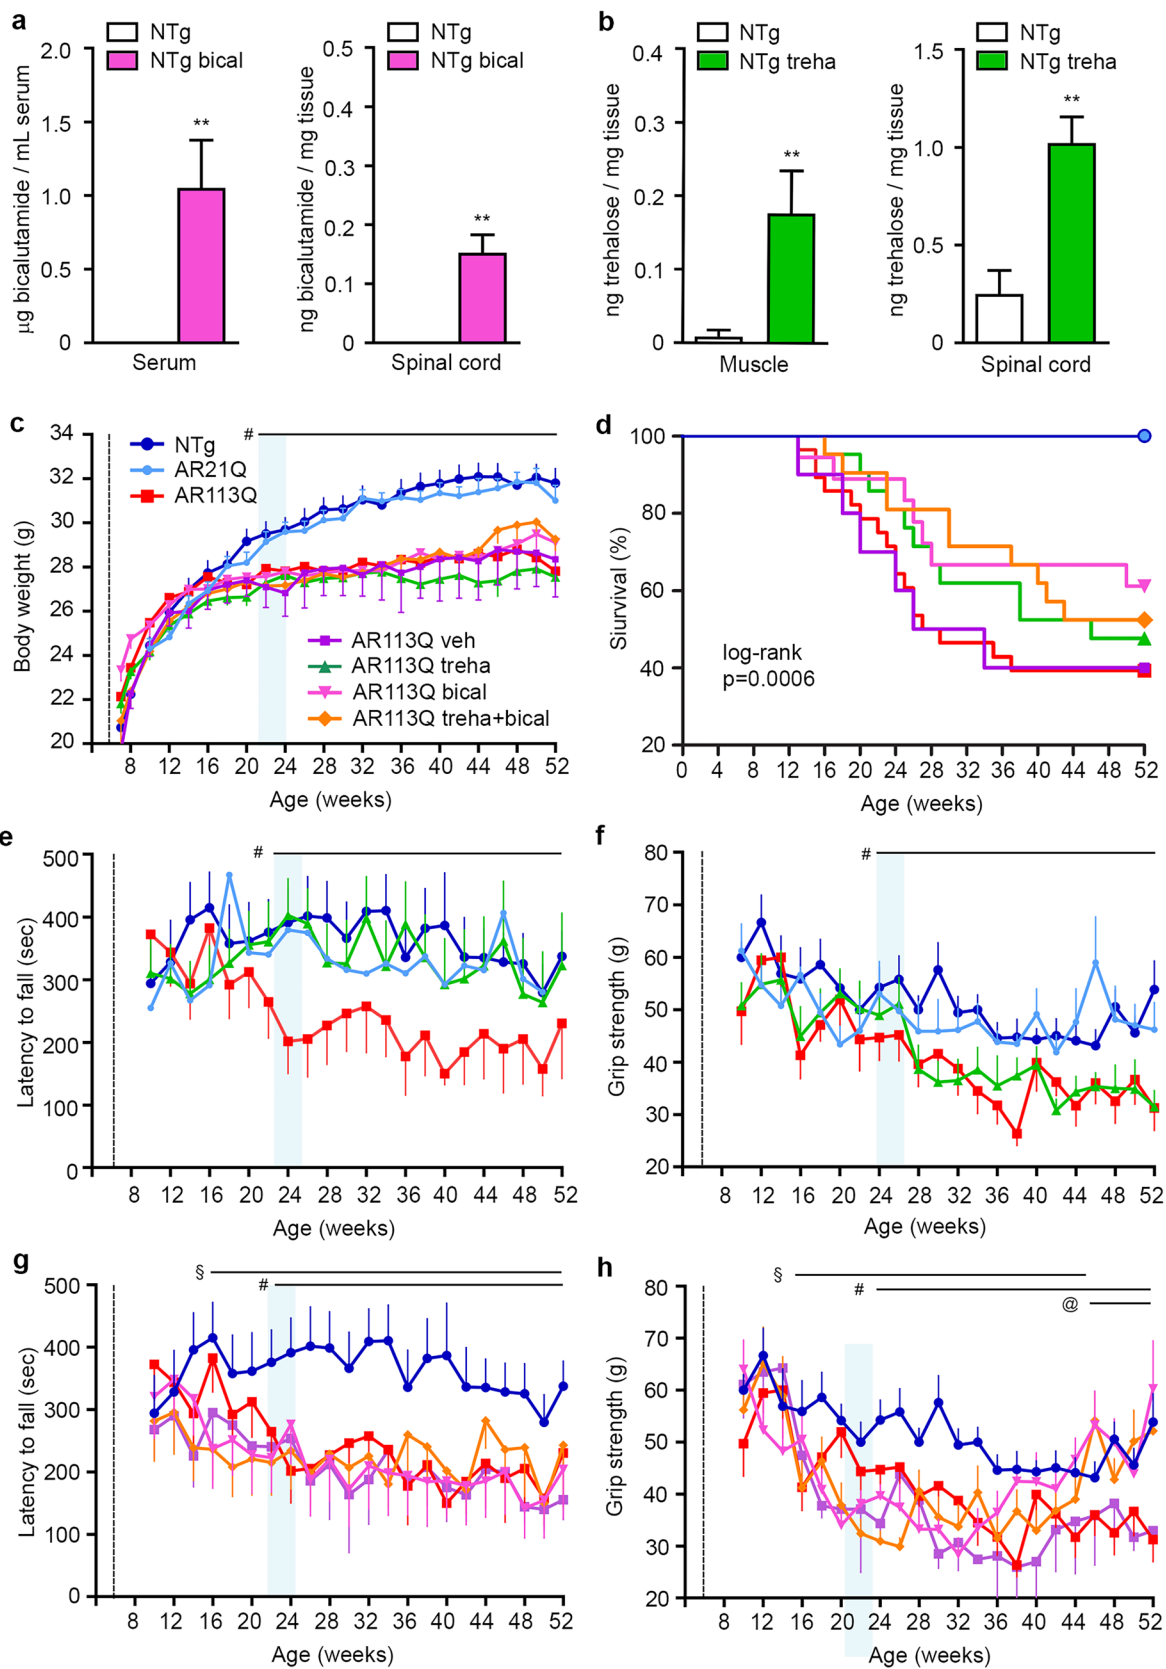 a
NTg
NTg bical
µg bicalutamide / mL serum
2.0
1.5
**
1.0
0.5
0
Serum
NTg
NTg bical
ng bicalutamide / mg tissue
0.5
0.4
0.3
0.2
**
0.1
0
Spinal cord
b
NTg
NTg treha
ng trehalose / mg tissue
0.4
0.3
**
0.2
0.1
0
Muscle
NTg
NTg treha
ng trehalose / mg tissue
1.5
**
1.0
0.5
0
Spinal cord
c
Body weight (g)
34
32
30
28
26
24
22
20
#
NTg
AR21Q
AR113Q
AR113Q veh
AR113Q treha
AR113Q bical
AR113Q treha+bical
8 12 16 20 24 28 32 36 40 44 48 52
Age (weeks)
d
Siurvival (%)
100
80
60
40
20
log-rank
p=0.0006
0 4 8 12 16 20 24 28 32 36 40 44 48 52
Age (weeks)
e
Latency to fall (sec)
500
400
300
200
100
0
#
8 12 16 20 24 28 32 36 40 44 48 52
Age (weeks)
f
Grip strength (g)
80
70
60
50
40
30
20
#
8 12 16 20 24 28 32 36 40 44 48 52
Age (weeks)
g
Latency to fall (sec)
500
400
300
200
100
0
§
#
8 12 16 20 24 28 32 36 40 44 48 52
Age (weeks)
h
Grip strength (g)
80
70
60
50
40
30
20
§
#
@
8 12 16 20 24 28 32 36 40 44 48 52
Age (weeks)